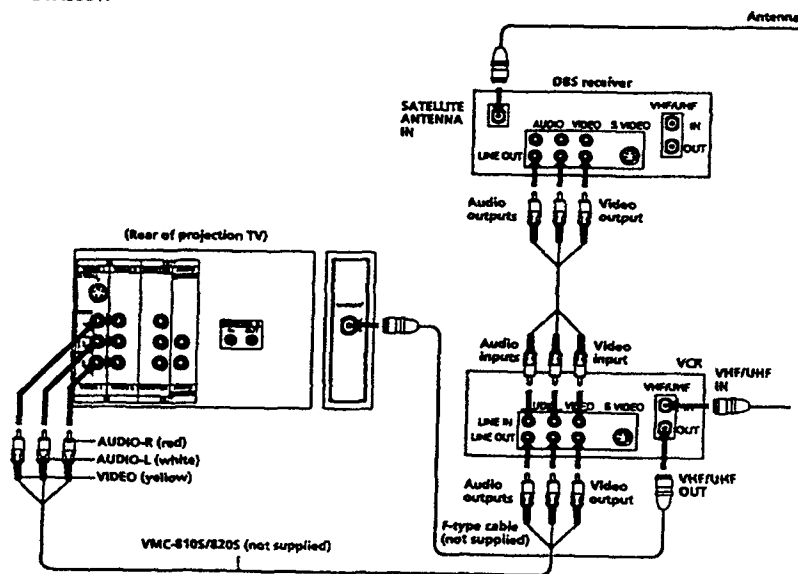 Antenna
DBS receiver
SATELLITE
ANTENNA
IN
AUDIO VIDEO S VIDEO
VHF/UHF
IN
OUT
LINE OUT
Audio
outputs
Video
output
(Rear of projection TV)
Audio
inputs
Video
input
VCR
VHF/UHF
IN
VHF/UHF
AUDIO VIDEO S VIDEO
LINE IN
LINE OUT
OUT
AUDIO-R (red)
AUDIO-L (white)
VIDEO (yellow)
Audio
outputs
Video
output
VHF/UHF
OUT
F-type cable
(not supplied)
VMC-810S/820S (not supplied)